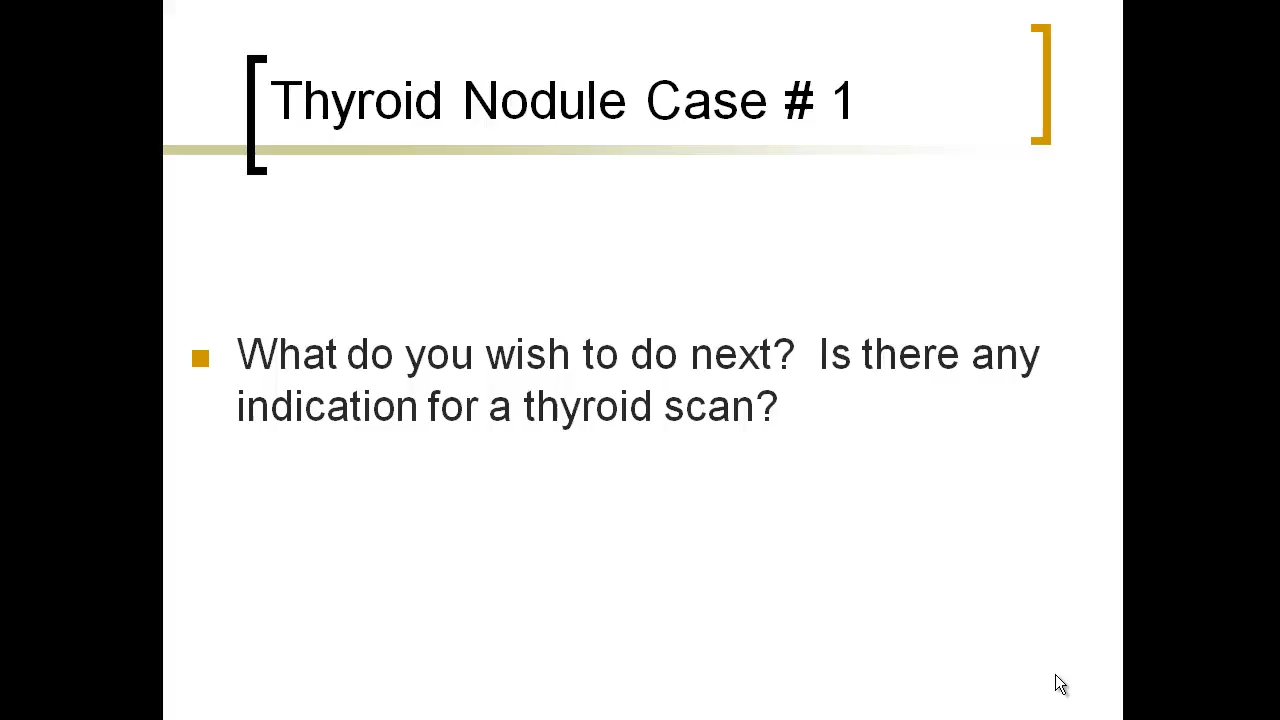 Thyroid Nodule Case # 1
What do you wish to do next?  Is there any
indication for a thyroid scan?